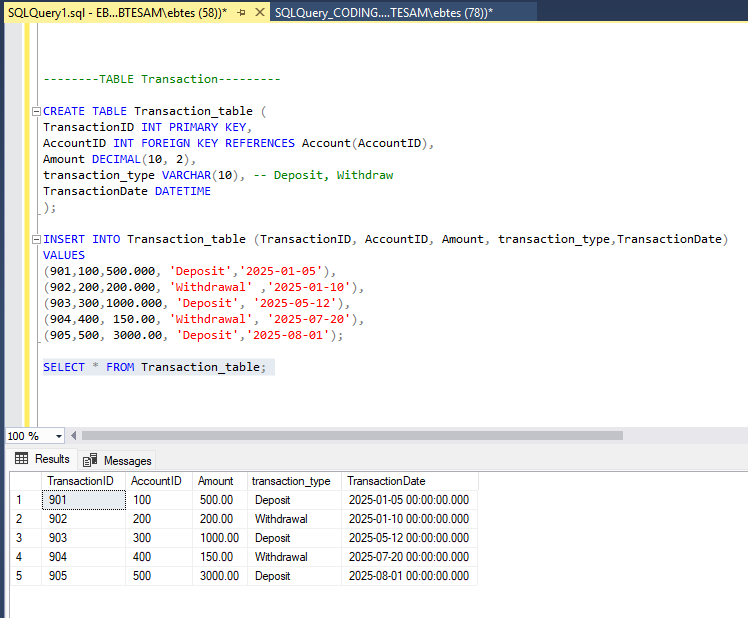 SQLQuery1.sql - EB...BTESAM\ebtes (58))* SQLQuery_CODING....TESAM\ebtes (78))*
--------TABLE Transaction---------
CREATE TABLE Transaction_table (
TransactionID INT PRIMARY KEY,
AccountID INT FOREIGN KEY REFERENCES Account(AccountID),
Amount DECIMAL(10, 2),
transaction_type VARCHAR(10), -- Deposit, Withdraw
TransactionDate DATETIME
);
INSERT INTO Transaction_table (TransactionID, AccountID, Amount, transaction_type,TransactionDate)
VALUES
(901,100,500.000, 'Deposit','2025-01-05'),
(902,200,200.000, 'Withdrawal' ,'2025-01-10'),
(903,300,1000.000, 'Deposit', '2025-05-12'),
(904,400, 150.00, 'Withdrawal', '2025-07-20'),
(905,500, 3000.00, 'Deposit','2025-08-01');
SELECT * FROM Transaction_table;
100 %
Results Messages
TransactionID AccountID Amount transaction_type TransactionDate
1 901 100 500.00 Deposit 2025-01-05 00:00:00.000
2 902 200 200.00 Withdrawal 2025-01-10 00:00:00.000
3 903 300 1000.00 Deposit 2025-05-12 00:00:00.000
4 904 400 150.00 Withdrawal 2025-07-20 00:00:00.000
5 905 500 3000.00 Deposit 2025-08-01 00:00:00.000